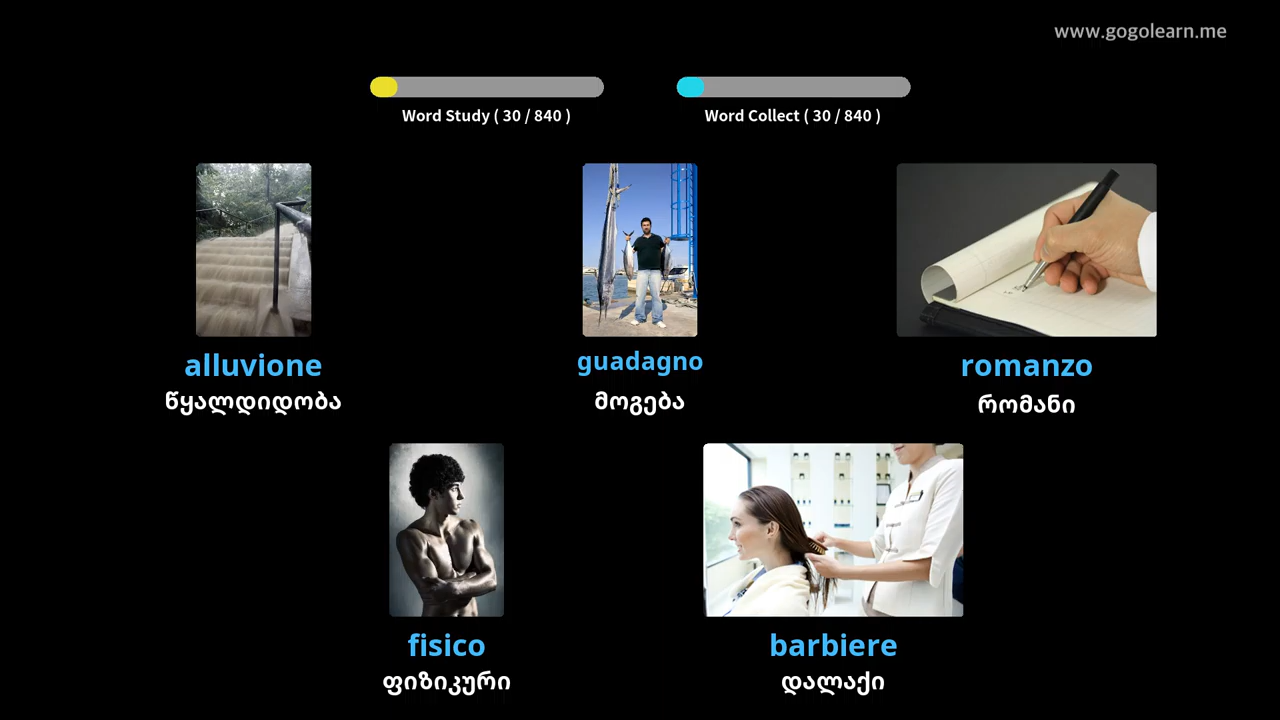 www.gogolearn.me
Word Study ( 30 / 840 )
Word Collect ( 30 / 840 )
alluvione
წყალდიდობა
guadagno
მოგება
romanzo
რომანი
fisico
ფიზიკური
barbiere
დალაქი